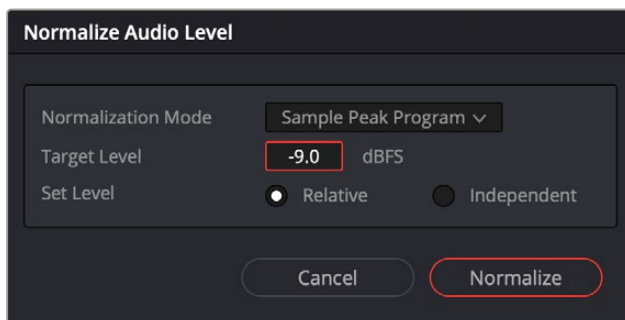 Normalize Audio Level
Normalization Mode Sample Peak Program
Target Level -9.0 dBFS
Set Level Relative Independent
Cancel Normalize